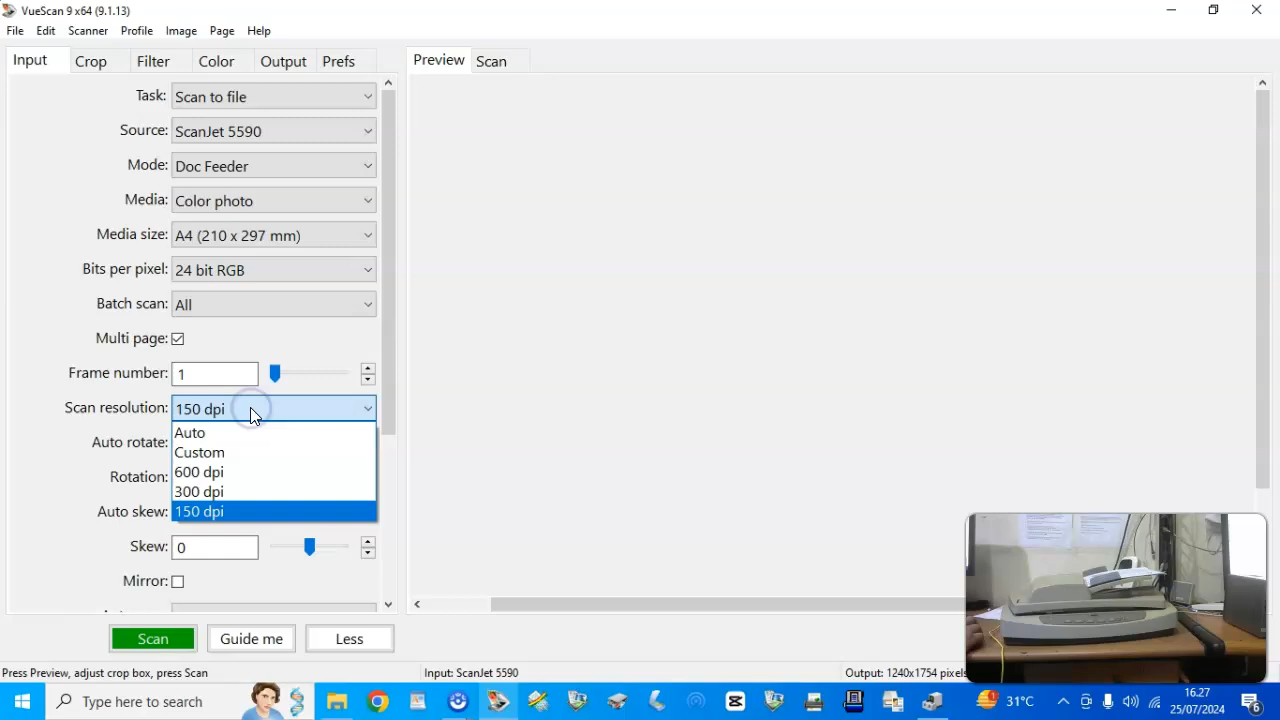 VueScan 9 x64 (9.1.13)
File Edit Scanner Profile Image Page Help
Input Crop Filter Color Output Prefs
Preview Scan
Task: Scan to file
Source: ScanJet 5590
Mode: Doc Feeder
Media: Color photo
Media size: A4 (210 x 297 mm)
Bits per pixel: 24 bit RGB
Batch scan: All
Multi page:
Frame number: 1
Scan resolution: 150 dpi
Auto
Custom
600 dpi
300 dpi
150 dpi
Auto rotate:
Rotation:
Auto skew:
Skew: 0
Mirror:
Scan Guide me Less
Press Preview, adjust crop box, press Scan
Input: ScanJet 5590
Output: 1240x1754 pixels
Type here to search
1
31°C
16.27
25/07/2024
6